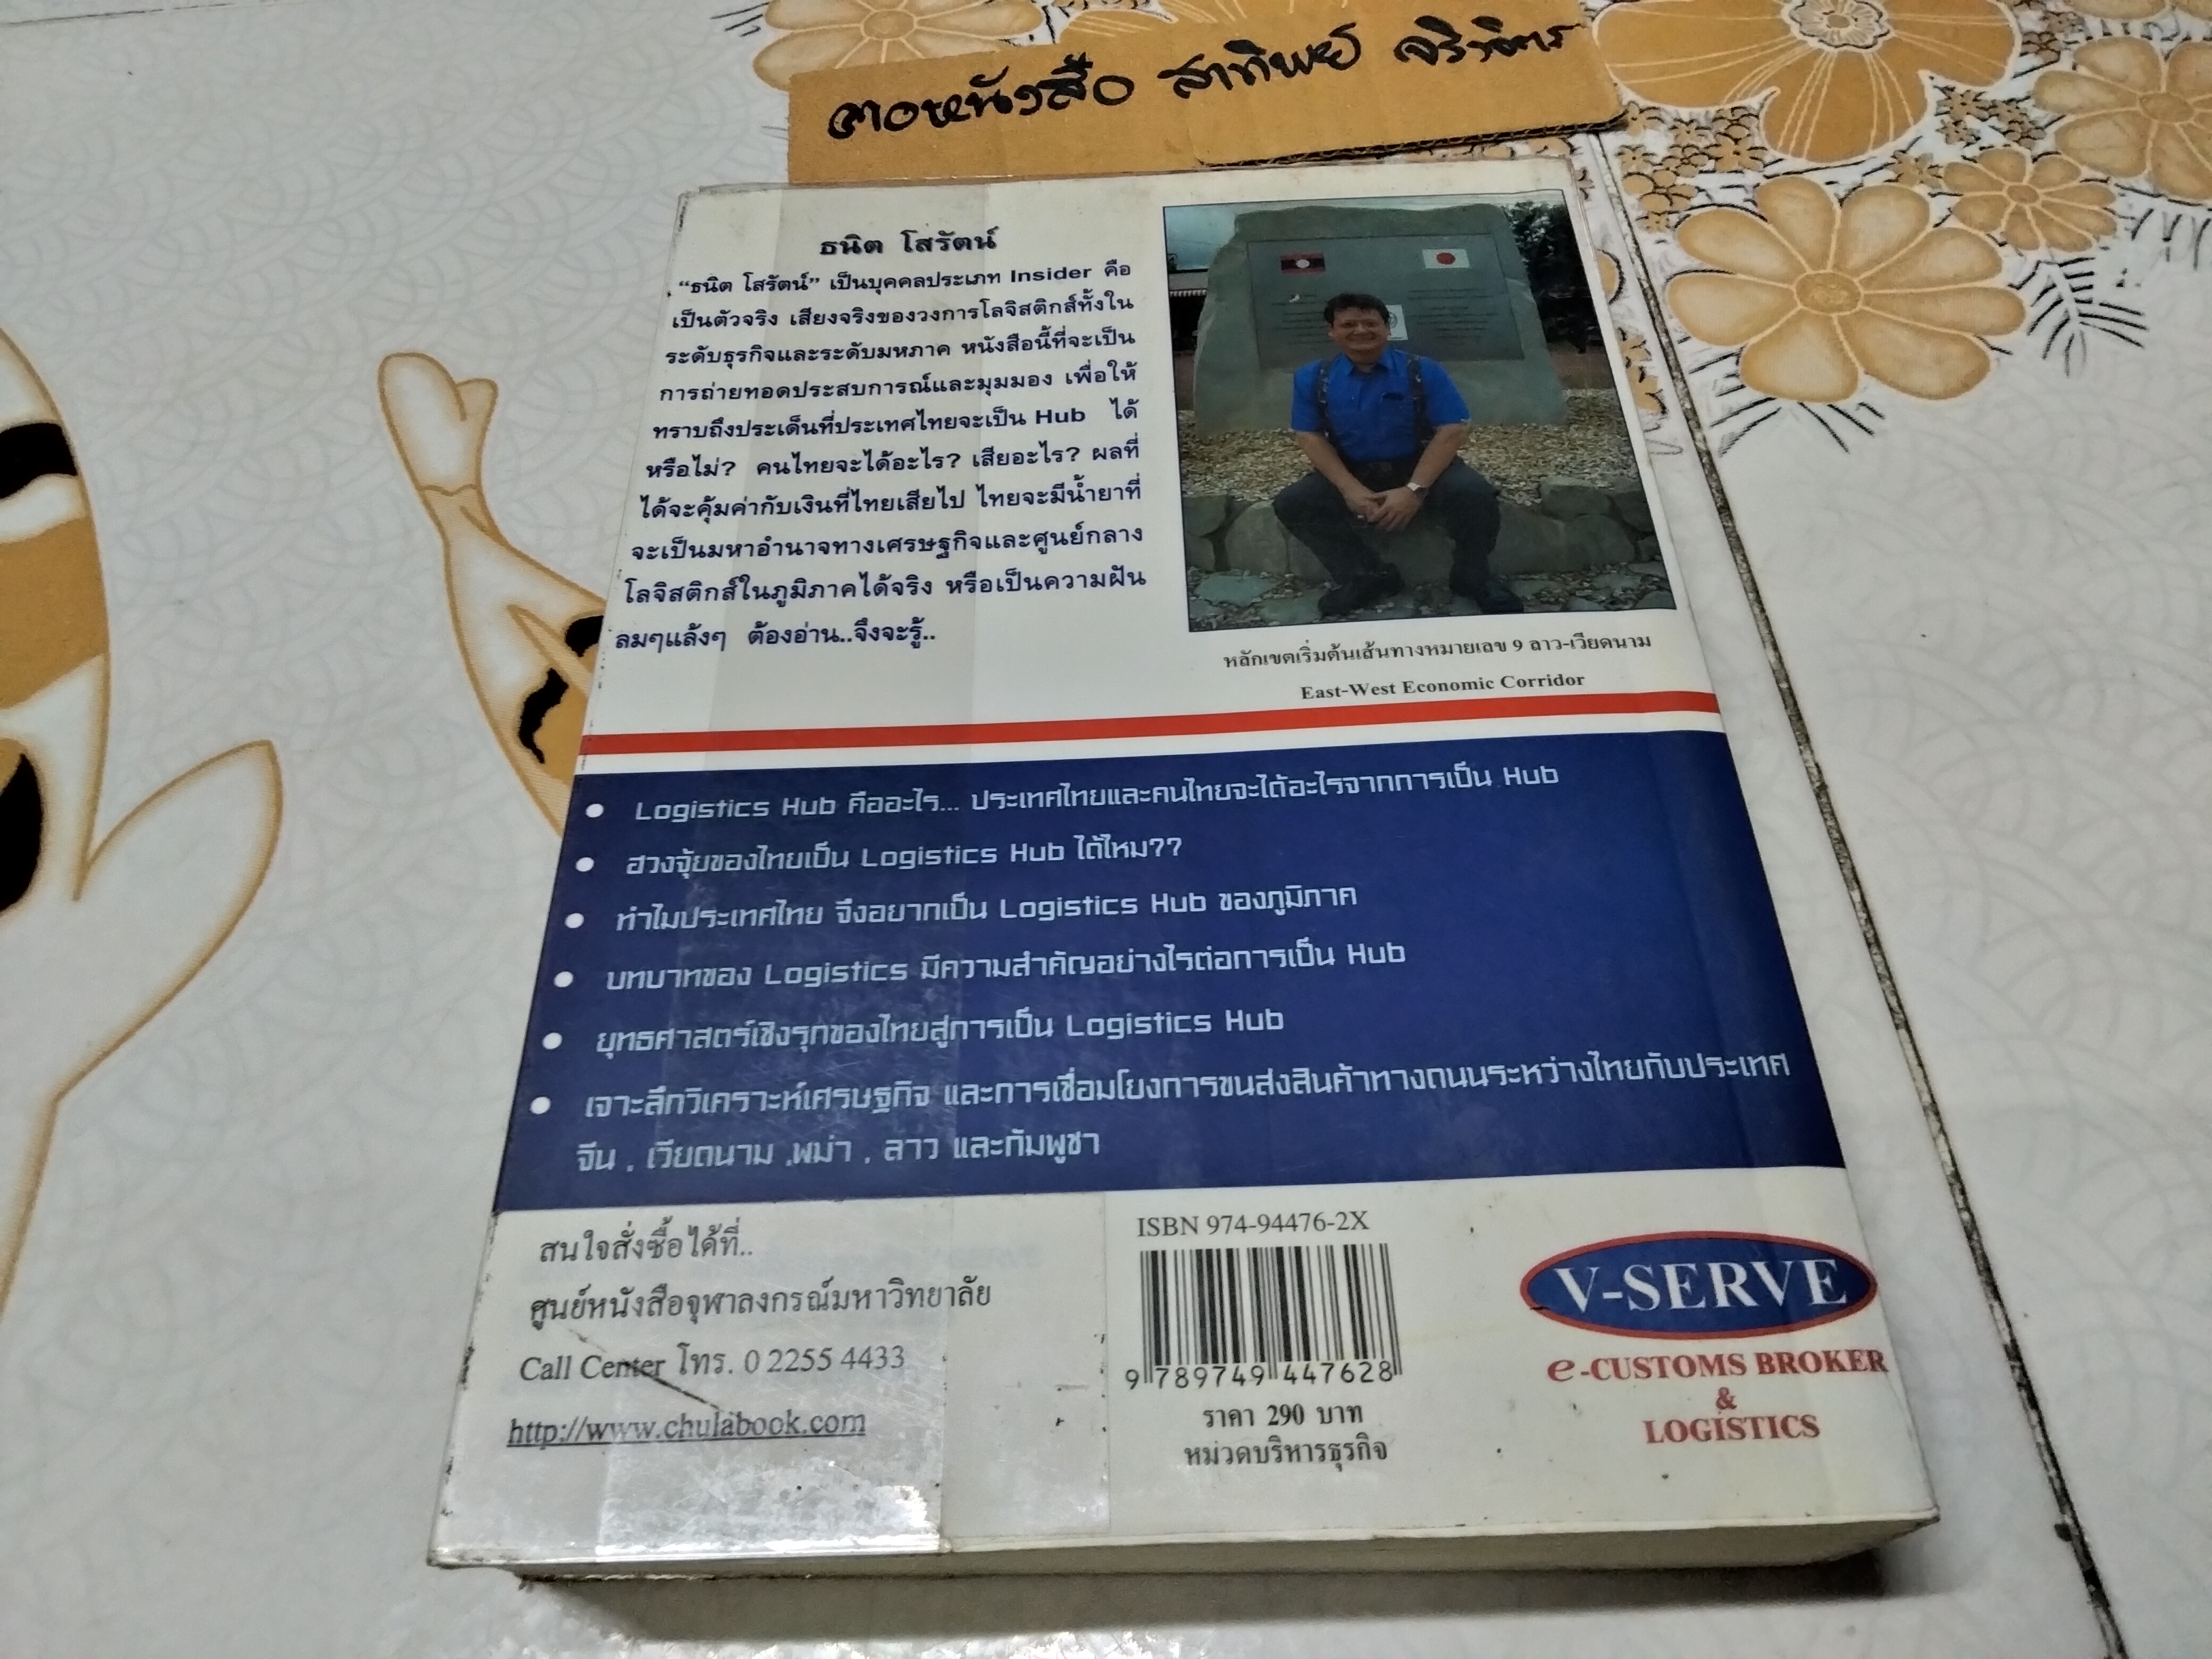 ธนิต โสรัตน์
“ธนิต โสรัตน์” เป็นบุคคลประเภท Insider คือ
เป็นตัวจริง เสียงจริงของวงการโลจิสติกส์ทั้งใน
ระดับธุรกิจและระดับมหภาค หนังสือนี้ที่จะเป็น
การถ่ายทอดประสบการณ์และมุมมอง เพื่อให้
ทราบถึงประเด็นที่ประเทศไทยจะเป็น Hub ได้
หรือไม่? คนไทยจะได้อะไร? เสียอะไร? ผลที่
ได้จะคุ้มค่ากับเงินที่ไทยเสียไป ไทยจะมีน้ำยาที่
จะเป็นมหาอำนาจทางเศรษฐกิจและศูนย์กลาง
โลจิสติกส์ในภูมิภาคได้จริง หรือเป็นความฝัน
ลมๆแล้งๆ ต้องอ่าน..จึงจะรู้..
หลักเขตเริ่มต้นเส้นทางหมายเลข 9 ลาว-เวียดนาม
East-West Economic Corridor
• Logistics Hub คืออะไร... ประเทศไทยและคนไทยจะได้อะไรจากการเป็น Hub
• ฮวงจุ้ยของไทยเป็น Logistics Hub ได้ไหม??
• ทำไมประเทศไทย จึงอยากเป็น Logistics Hub ของภูมิภาค
• บทบาทของ Logistics มีความสำคัญอย่างไรต่อการเป็น Hub
• ยุทธศาสตร์เชิงรุกของไทยสู่การเป็น Logistics Hub
• เจาะลึกวิเคราะห์เศรษฐกิจ และการเชื่อมโยงการขนส่งสินค้าทางถนนระหว่างไทยกับประเทศ
จีน , เวียดนาม ,พม่า , ลาว และกัมพูชา
สนใจสั่งซื้อได้ที่..
ศูนย์หนังสือจุฬาลงกรณ์มหาวิทยาลัย
Call Center โทร. 0 2255 4433
http://www.chulabook.com
ISBN 974-94476-2X
9 789749 447628
ราคา 290 บาท
หมวดบริหารธุรกิจ
V-SERVE
e-CUSTOMS BROKER
&
LOGISTICS